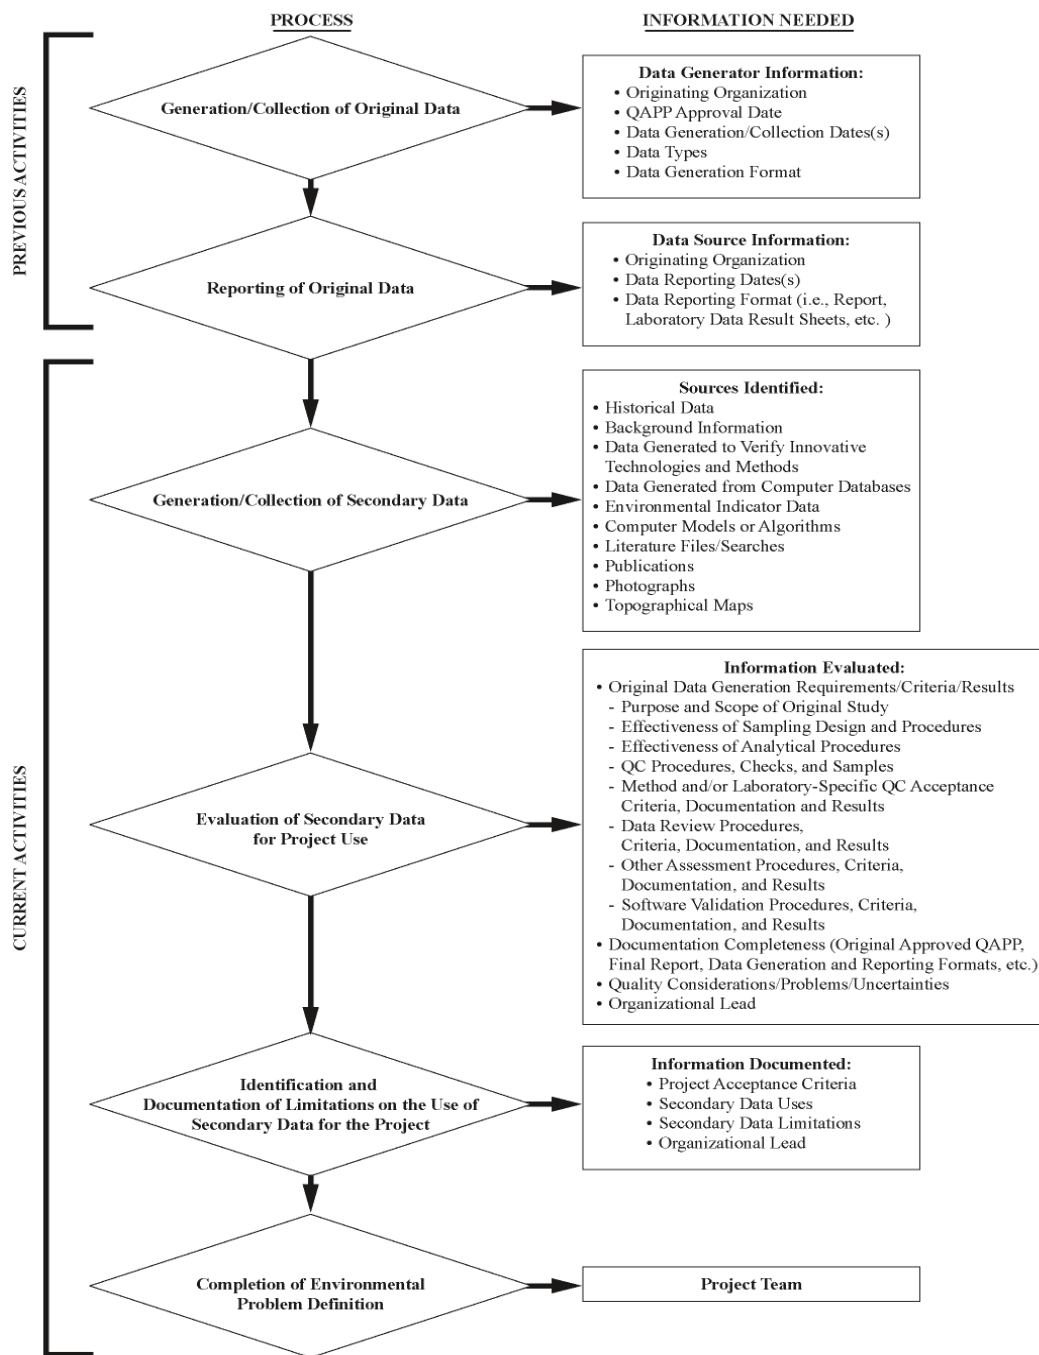 PROCESS
INFORMATION NEEDED
PREVIOUS ACTIVITIES
Generation/Collection of Original Data
Data Generator Information:
• Originating Organization
• QAPP Approval Date
• Data Generation/Collection Dates(s)
• Data Types
• Data Generation Format
Reporting of Original Data
Data Source Information:
• Originating Organization
• Data Reporting Dates(s)
• Data Reporting Format (i.e., Report,
Laboratory Data Result Sheets, etc. )
CURRENT ACTIVITIES
Generation/Collection of Secondary Data
Sources Identified:
• Historical Data
• Background Information
• Data Generated to Verify Innovative
Technologies and Methods
• Data Generated from Computer Databases
• Environmental Indicator Data
• Computer Models or Algorithms
• Literature Files/Searches
• Publications
• Photographs
• Topographical Maps
Evaluation of Secondary Data
for Project Use
Information Evaluated:
• Original Data Generation Requirements/Criteria/Results
- Purpose and Scope of Original Study
- Effectiveness of Sampling Design and Procedures
- Effectiveness of Analytical Procedures
- QC Procedures, Checks, and Samples
- Method and/or Laboratory-Specific QC Acceptance
Criteria, Documentation and Results
- Data Review Procedures,
Criteria, Documentation, and Results
- Other Assessment Procedures, Criteria,
Documentation, and Results
- Software Validation Procedures, Criteria,
Documentation, and Results
• Documentation Completeness (Original Approved QAPP,
Final Report, Data Generation and Reporting Formats, etc.)
• Quality Considerations/Problems/Uncertainties
• Organizational Lead
Identification and
Documentation of Limitations on the Use of
Secondary Data for the Project
Information Documented:
• Project Acceptance Criteria
• Secondary Data Uses
• Secondary Data Limitations
• Organizational Lead
Completion of Environmental
Problem Definition
Project Team